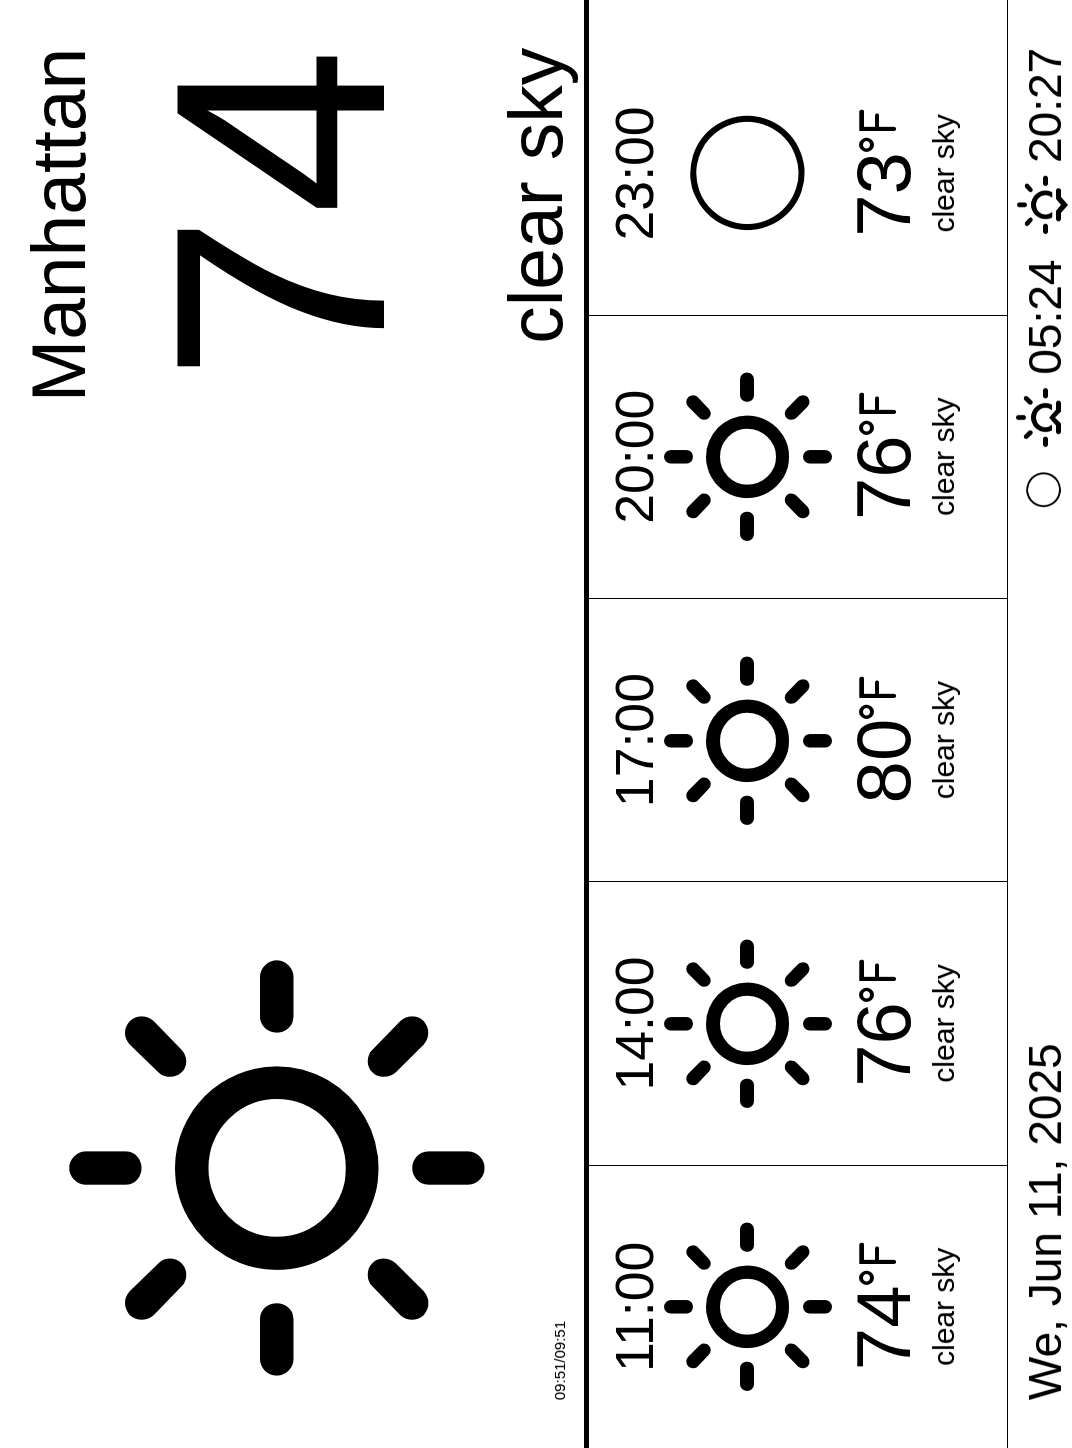 Manhattan
74
clear sky
09:51/09:51
11:00 14:00 17:00 20:00 23:00
74°F 76°F 80°F 76°F 73°F
clear sky clear sky clear sky clear sky clear sky
We, Jun 11, 2025 05:24 20:27